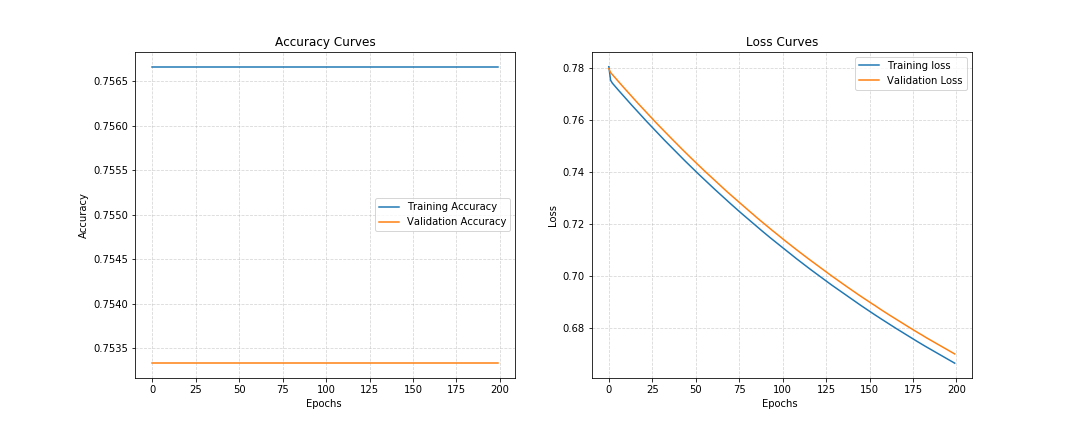 Accuracy Curves
Accuracy
0.7565
0.7560
0.7555
0.7550
0.7545
0.7540
0.7535
Training Accuracy
Validation Accuracy
0 25 50 75 100 125 150 175 200
Epochs
Loss Curves
Loss
0.78
0.76
0.74
0.72
0.70
0.68
Training loss
Validation Loss
0 25 50 75 100 125 150 175 200
Epochs